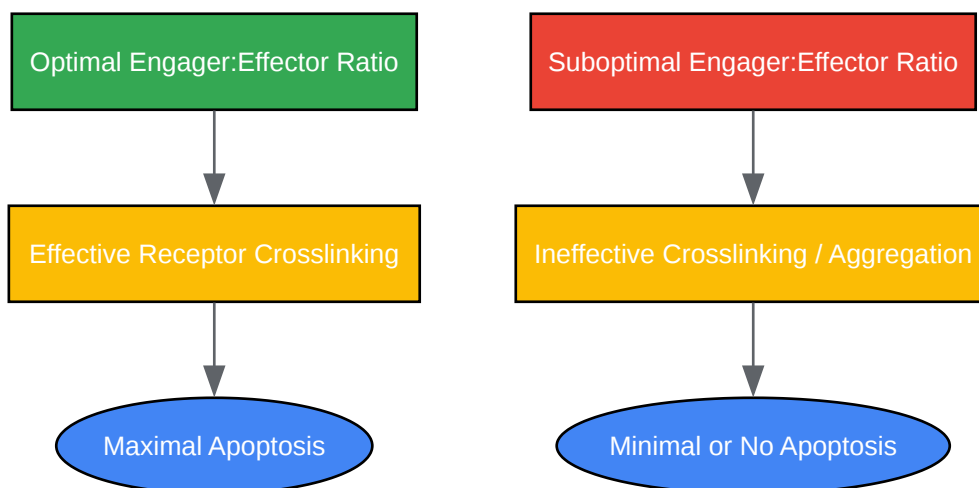 Optimal Engager:Effector Ratio
Suboptimal Engager:Effector Ratio
Effective Receptor Crosslinking
Ineffective Crosslinking / Aggregation
Maximal Apoptosis
Minimal or No Apoptosis